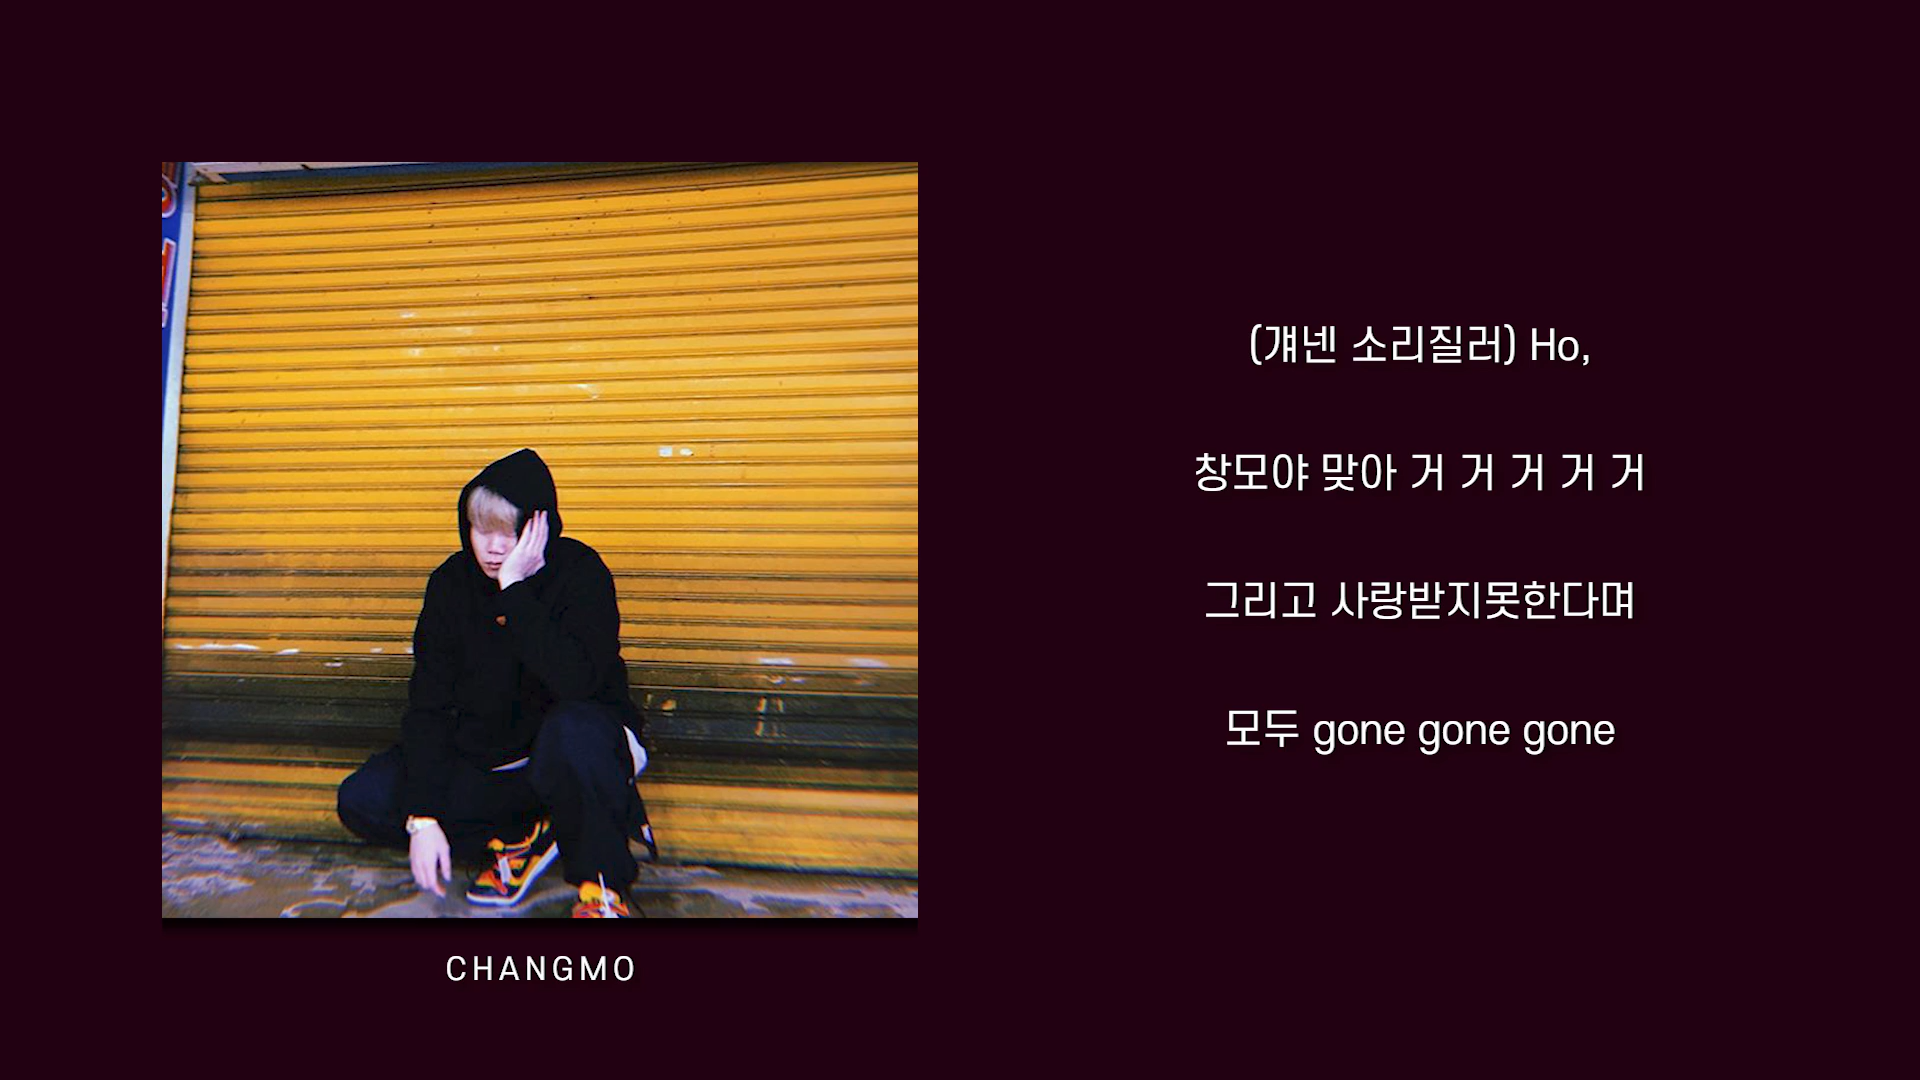 (걔넨 소리질러) Ho,
창모야 맞아 거 거 거 거 거
그리고 사랑받지못한다며
모두 gone gone gone
CHANGMO